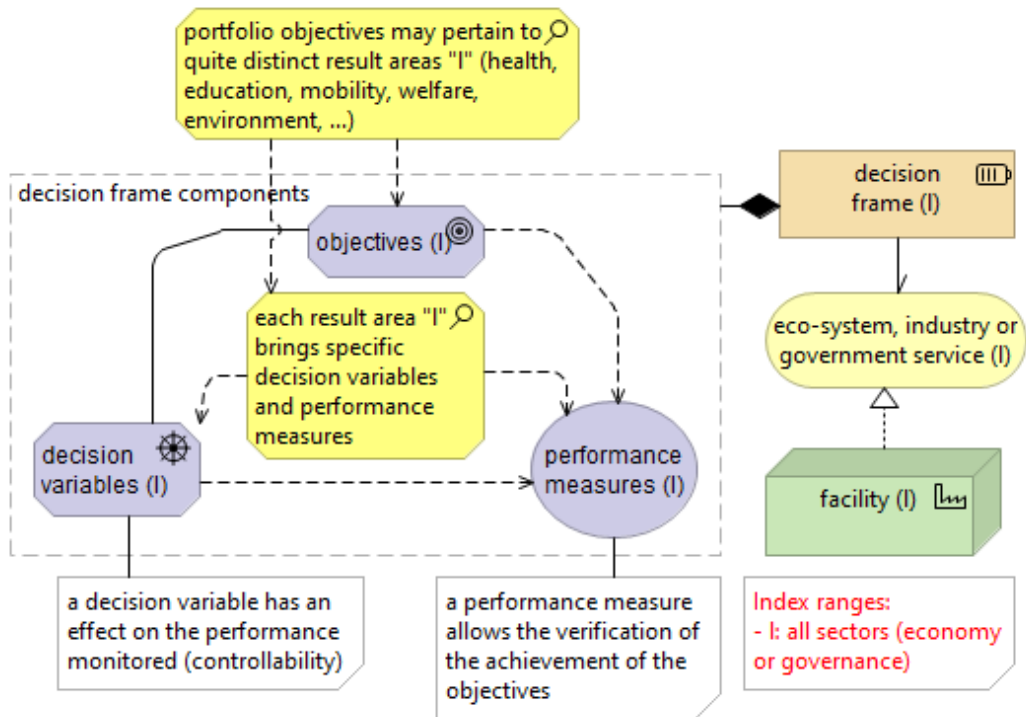 portfolio objectives may pertain to
quite distinct result areas "I" (health,
education, mobility, welfare,
environment, ...)
decision frame components
decision
frame (I)
objectives (I)
each result area "I"
brings specific
decision variables
and performance
measures
eco-system, industry or
government service (I)
decision
variables (I)
performance
measures (I)
facility (I)
a decision variable has an
effect on the performance
monitored (controllability)
a performance measure
allows the verification of
the achievement of the
objectives
Index ranges:
- I: all sectors (economy
or governance)